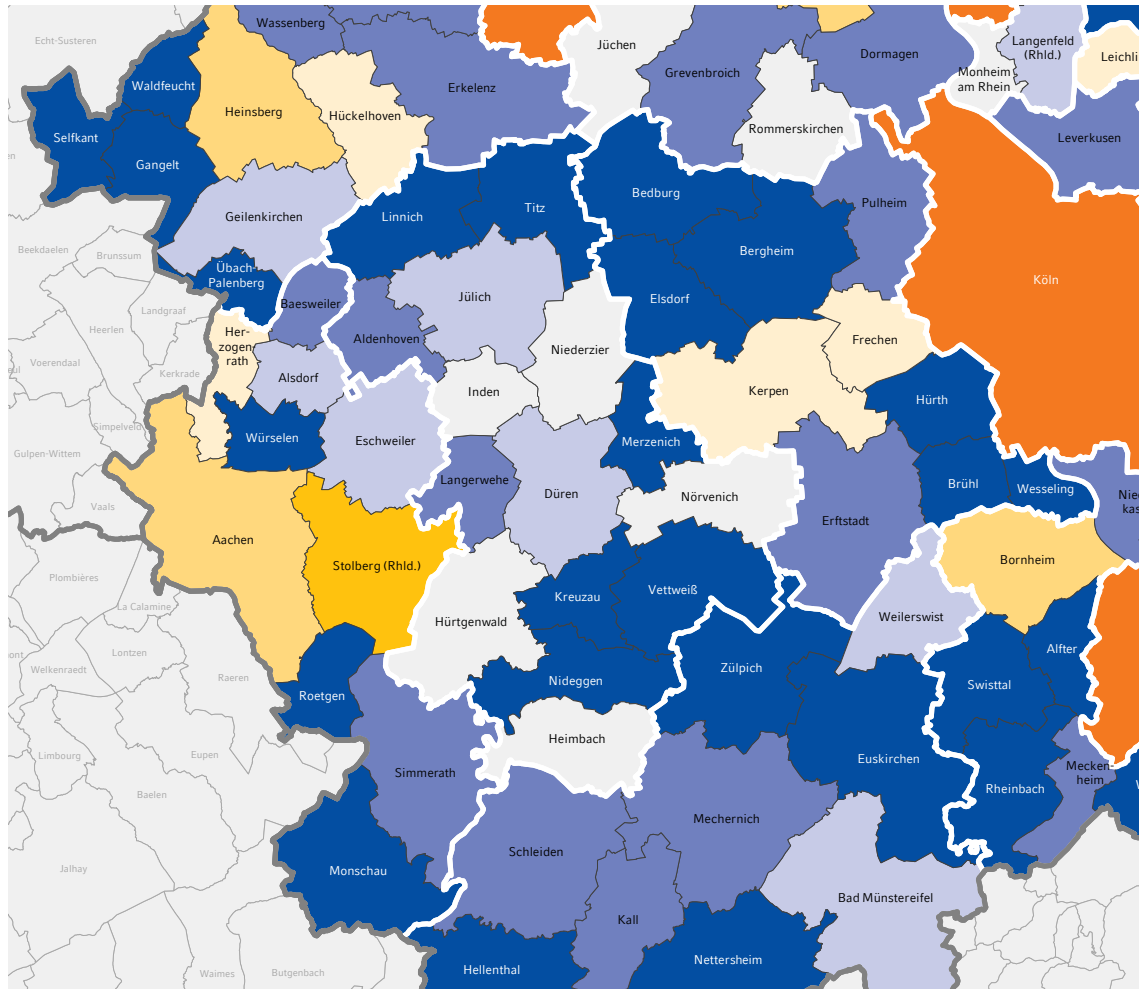 Wassenberg
Echt-Susteren
Jüchen
Dormagen
Langenfeld
(Rhld.)
Leichli
Grevenbroich
Monheim
am Rhein
Waldfeucht
Erkelenz
Heinsberg
Hückelhoven
Rommerskirchen
Leverkusen
Selfkant
en
Gangelt
Bedburg
Pulheim
Geilenkirchen
Linnich
Titz
Beekdaelen
Brunssum
Bergheim
Übach-
Palenberg
Köln
Baesweiler
Jülich
Elsdorf
Landgraaf
Heerlen
Her-
zogen-
rath
Aldenhoven
Niederzier
Frechen
Voerendaal
eul
Kerkrade
Alsdorf
Inden
Kerpen
Hürth
Simpelveld
Würselen
Eschweiler
Merzenich
Gulpen-Wittem
Langerwehe
Düren
Nörvenich
Brühl
Wesseling
Nied
kas
Vaals
Erftstadt
Aachen
Stolberg (Rhld.)
Bornheim
Plombières
La Calamine
Kreuzau
Vettweiß
Hürtgenwald
Weilerswist
mont
Lontzen
Alfter
Welkenraedt
Raeren
Zülpich
Nideggen
Swisttal
Roetgen
Limbourg
Eupen
Heimbach
Euskirchen
Simmerath
Mecken-
heim
Baelen
Rheinbach
W
Mechernich
Schleiden
Jalhay
Monschau
Bad Münstereifel
Kall
Waimes
Butgenbach
Hellenthal
Nettersheim